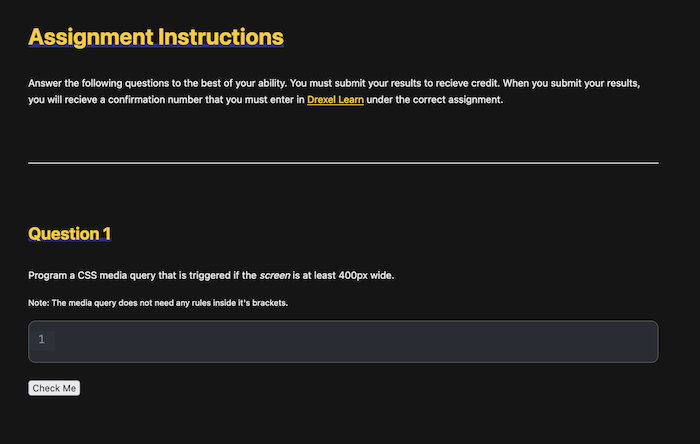 Assignment Instructions
Answer the following questions to the best of your ability. You must submit your results to recieve credit. When you submit your results,
you will recieve a confirmation number that you must enter in Drexel Learn under the correct assignment.
Question 1
Program a CSS media query that is triggered if the screen is at least 400px wide.
Note: The media query does not need any rules inside it's brackets.
1
Check Me